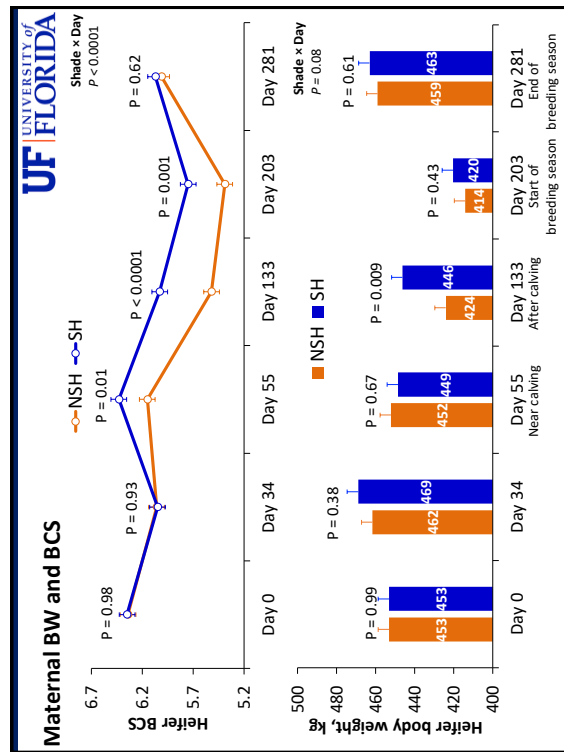 Maternal BW and BCS
UF UNIVERSITY of
FLORIDA
NSH SH
Shade × Day
P < 0.0001
Heifer BCS
6.7
6.2
5.7
5.2
P = 0.98
P = 0.93
P = 0.01
P < 0.0001
P = 0.001
P = 0.62
Day 0 Day 34 Day 55 Day 133 Day 203 Day 281
NSH SH
Shade × Day
P = 0.08
Heifer body weight, kg
500
480
460
440
420
400
P = 0.99
P = 0.38
P = 0.67
P = 0.009
P = 0.43
P = 0.61
453 453 462 469 452 449 424 446 414 420 459 463
Day 0 Day 34 Day 55 Day 133 Day 203 Day 281
Near calving After calving Start of End of
breeding season breeding season